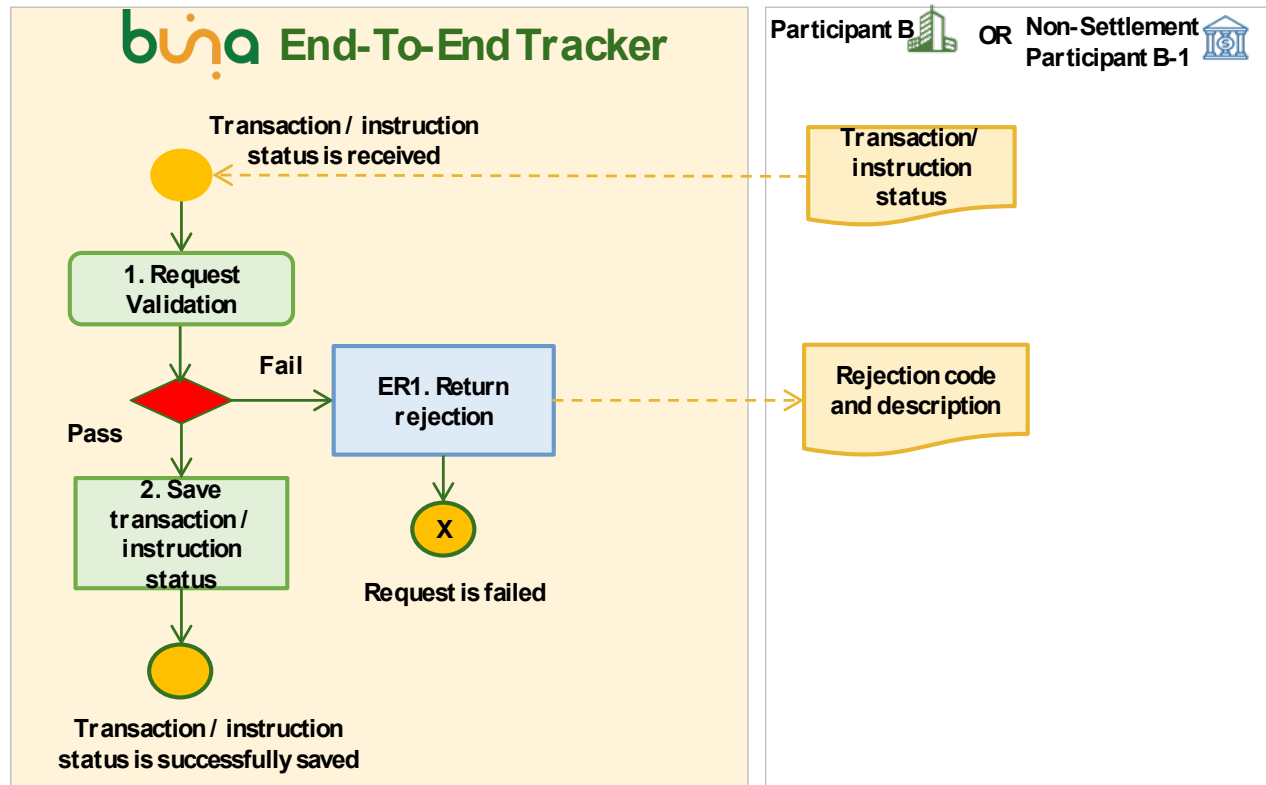 buna End-To-End Tracker
Participant B OR Non-Settlement
Participant B-1
Transaction / instruction
status is received
Transaction/
instruction
status
1. Request
Validation
Fail
ER1. Return
rejection
Rejection code
and description
Pass
2. Save
transaction /
instruction
status
X
Request is failed
Transaction / instruction
status is successfully saved